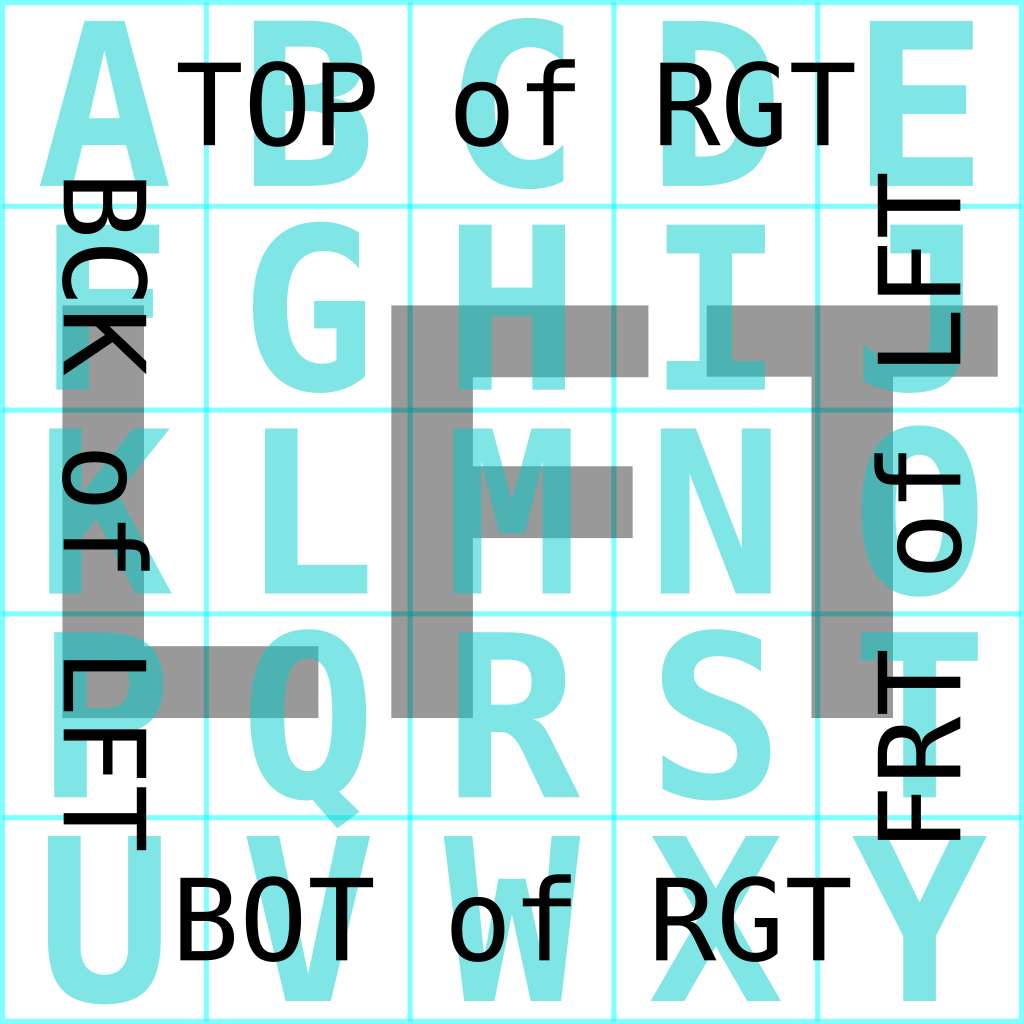 A B C D E
TOP of RGT
F G H I J
BCK of LFT
LFT
FRT of LFT
K L M N O
P Q R S T
U V W X Y
BOT of RGT